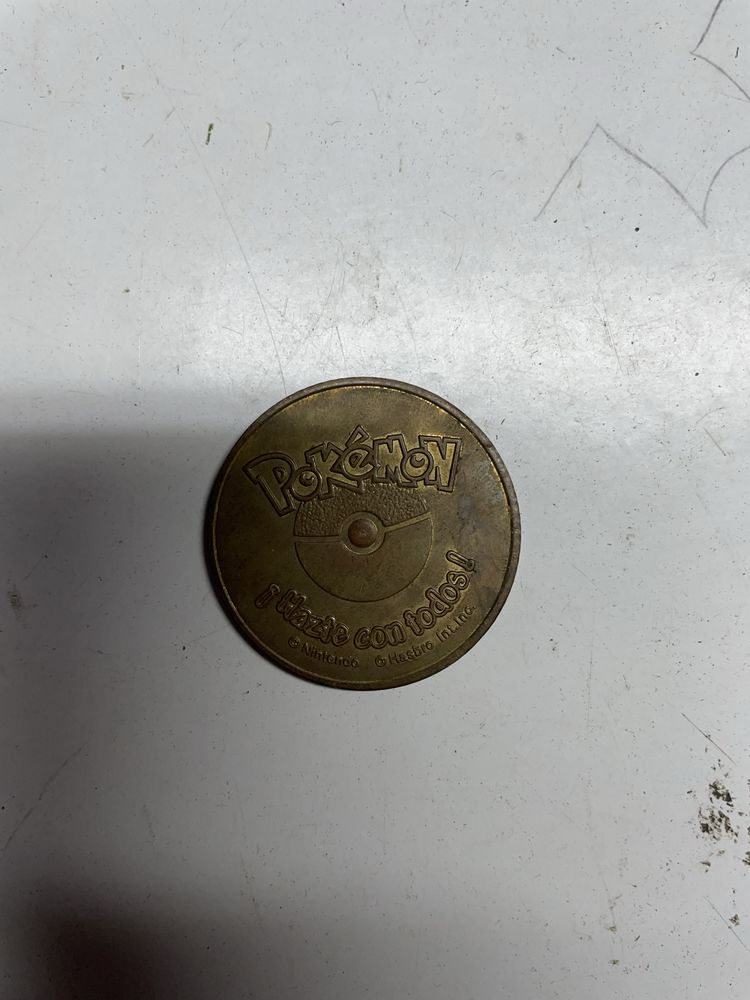 POKéMON
¡Hazte con todos!
© Nintendo © Hasbro Int. Inc.